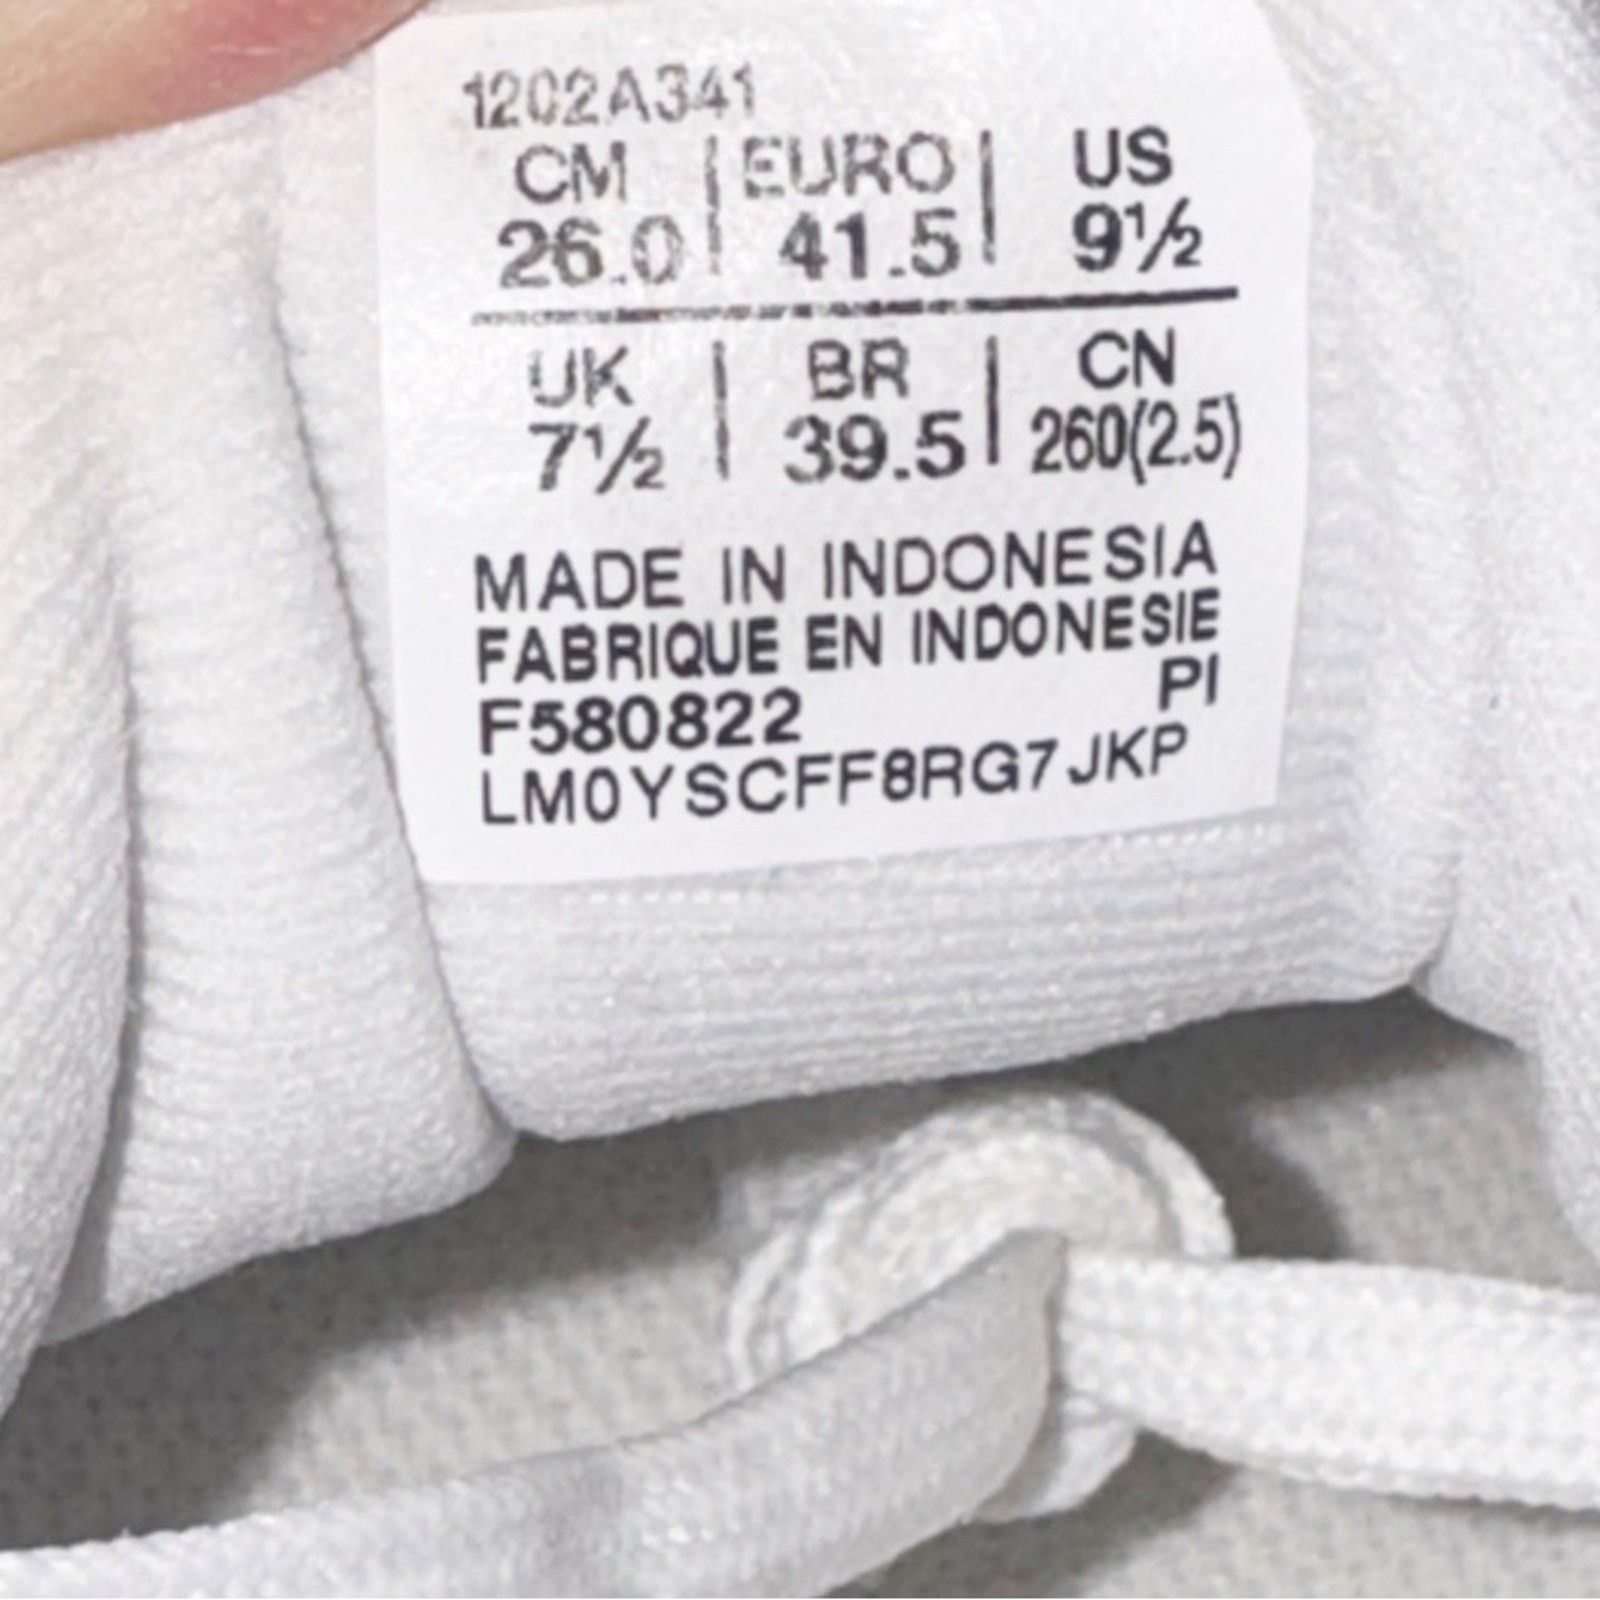 1202A341
CM | EURO | US
26.0 | 41.5 | 9½
UK | BR | CN
7½ | 39.5 | 260(2.5)
MADE IN INDONESIA
FABRIQUE EN INDONESIE
F580822 PI
LM0YSCFF8RG7JKP